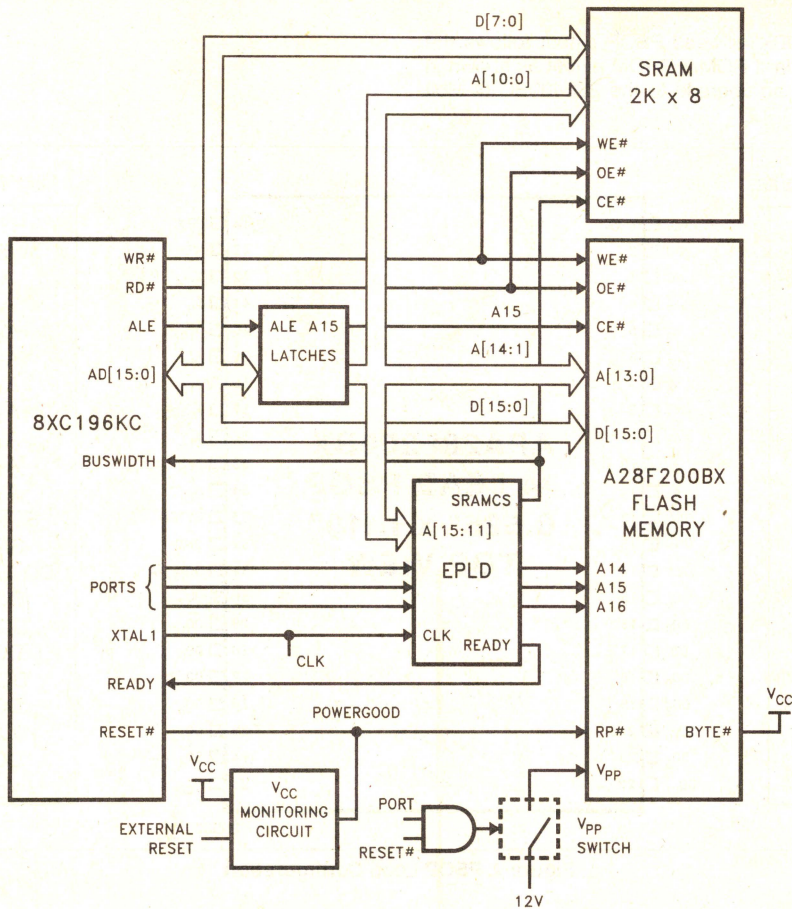 D[7:0]
A[10:0]
SRAM
2K x 8
WE#
OE#
CE#
WR#
RD#
ALE
AD[15:0]
8XC196KC
BUSWIDTH
PORTS
XTAL1
READY
RESET#
ALE A15
LATCHES
A15
A[14:1]
D[15:0]
WE#
OE#
CE#
A[13:0]
D[15:0]
A28F200BX
FLASH
MEMORY
SRAMCS
A[15:11]
EPLD
CLK
READY
A14
A15
A16
CLK
POWERGOOD
RP#
BYTE#
VCC
VPP
VCC
VCC
MONITORING
CIRCUIT
EXTERNAL
RESET
PORT
RESET#
VPP
SWITCH
12V